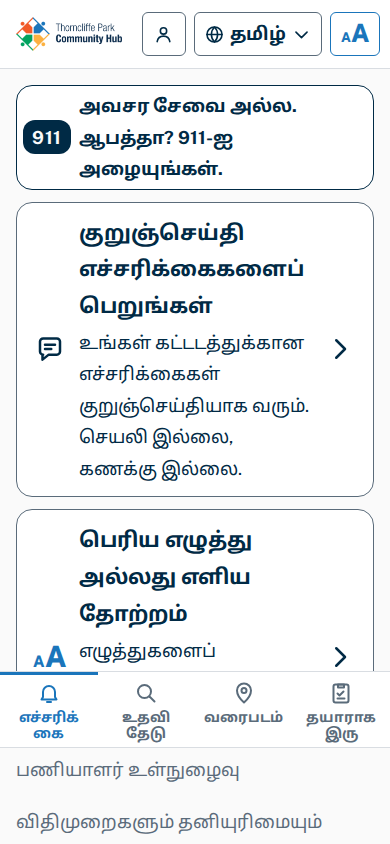 Thorncliffe Park
Community Hub
தமிழ்
AA
911
அவசர சேவை அல்ல.
ஆபத்தா? 911-ஐ
அழையுங்கள்.
குறுஞ்செய்தி
எச்சரிக்கைகளைப்
பெறுங்கள்
உங்கள் கட்டடத்துக்கான
எச்சரிக்கைகள்
குறுஞ்செய்தியாக வரும்.
செயலி இல்லை,
கணக்கு இல்லை.
பெரிய எழுத்து
அல்லது எளிய
தோற்றம்
AA
எழுத்துகளைப்
எச்சரிக்
கை
உதவி
தேடு
வரைபடம்
தயாராக
இரு
பணியாளர் உள்நுழைவு
விதிமுறைகளும் தனியுரிமையும்